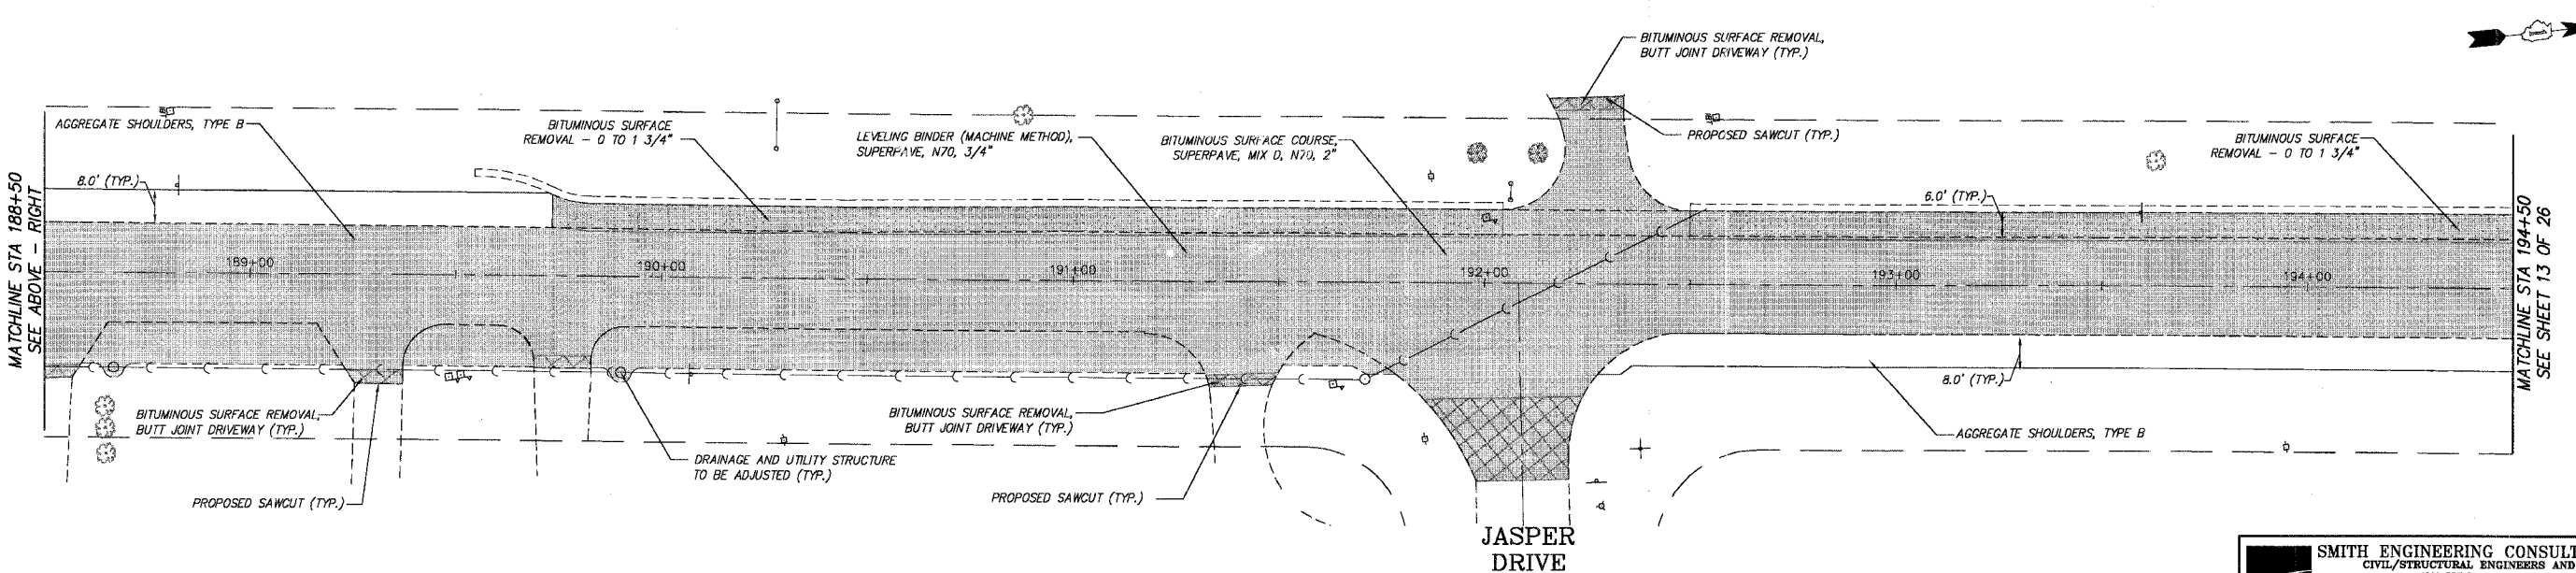 BITUMINOUS SURFACE REMOVAL,
BUTT JOINT DRIVEWAY (TYP.)
AGGREGATE SHOULDERS, TYPE B
BITUMINOUS SURFACE
REMOVAL - 0 TO 1 3/4"
LEVELING BINDER (MACHINE METHOD),
SUPERPAVE, N70, 3/4"
BITUMINOUS SURFACE COURSE,
SUPERPAVE, MIX D, N70, 2"
PROPOSED SAWCUT (TYP.)
BITUMINOUS SURFACE
REMOVAL - 0 TO 1 3/4"
MATCHLINE STA 188+50
SEE ABOVE - RIGHT
8.0' (TYP.)
6.0' (TYP.)
189+00
190+00
191+00
192+00
193+00
194+00
MATCHLINE STA 194+50
SEE SHEET 13 OF 26
8.0' (TYP.)
BITUMINOUS SURFACE REMOVAL,
BUTT JOINT DRIVEWAY (TYP.)
BITUMINOUS SURFACE REMOVAL,
BUTT JOINT DRIVEWAY (TYP.)
AGGREGATE SHOULDERS, TYPE B
DRAINAGE AND UTILITY STRUCTURE
TO BE ADJUSTED (TYP.)
PROPOSED SAWCUT (TYP.)
PROPOSED SAWCUT (TYP.)
JASPER
DRIVE
SMITH ENGINEERING CONSULT
CIVIL/STRUCTURAL ENGINEERS AND